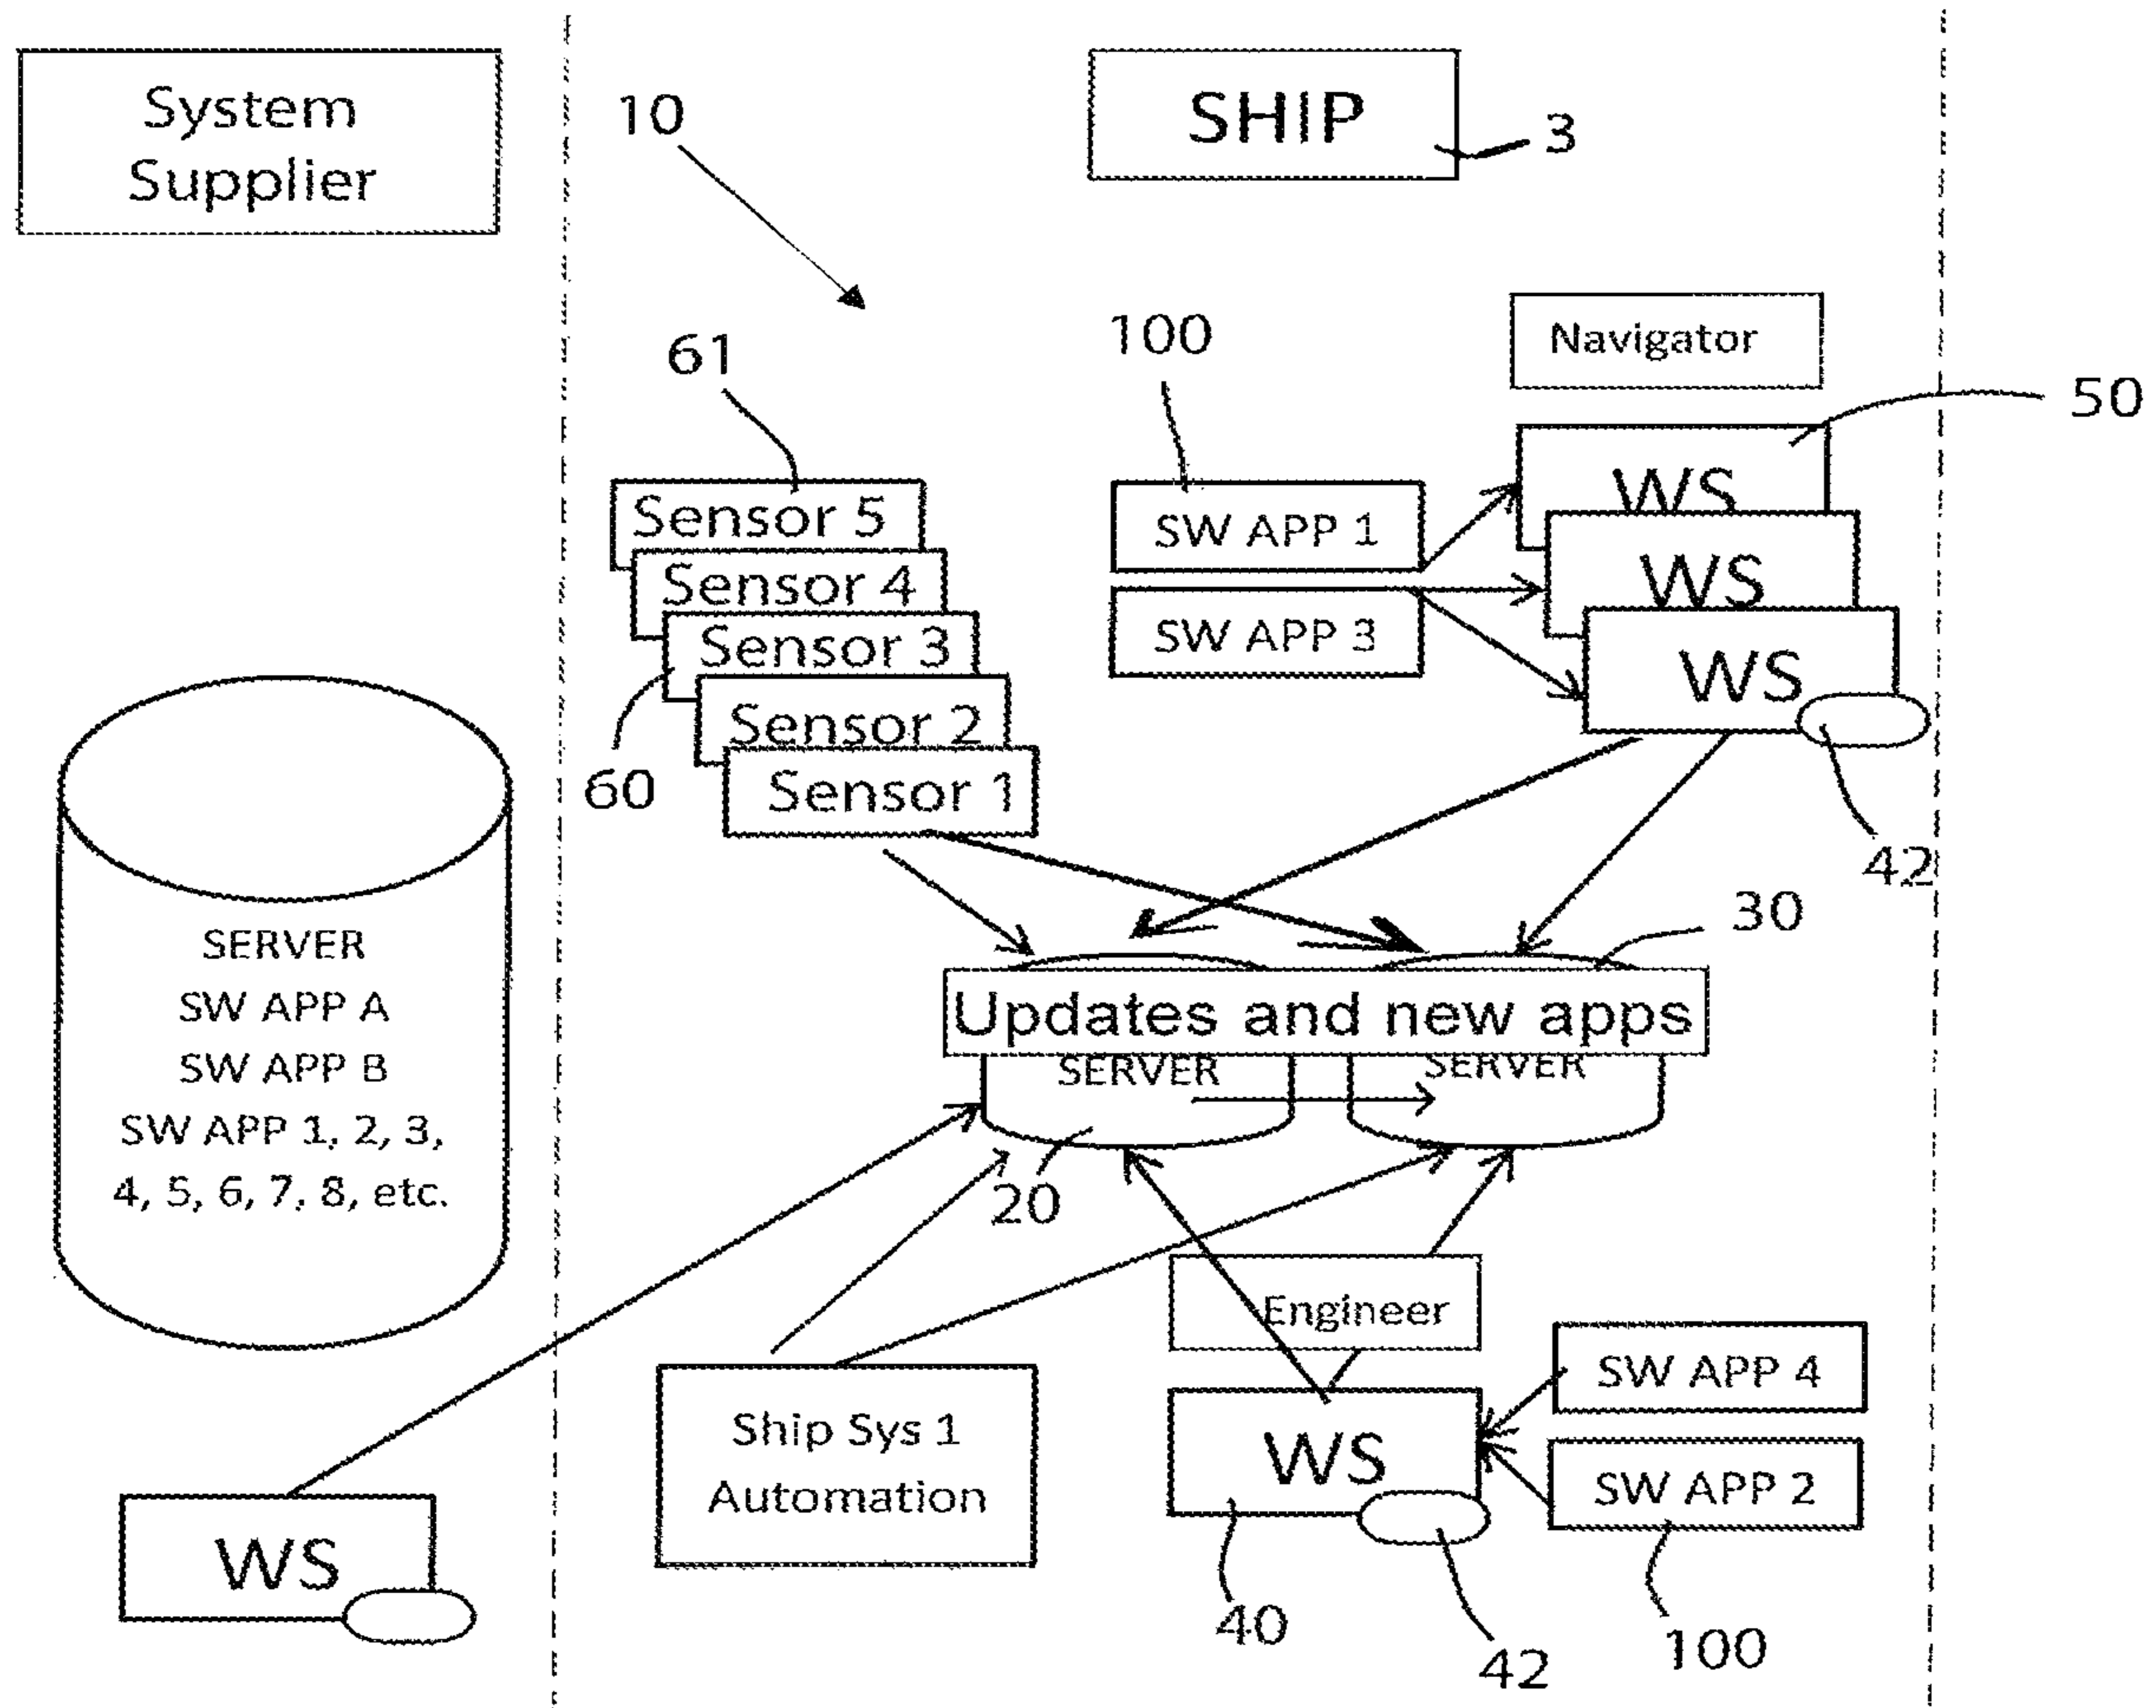 System
Supplier
10
SHIP
3
Navigator
61
100
50
Sensor 5
Sensor 4
Sensor 3
Sensor 2
Sensor 1
60
SW APP 1
SW APP 3
WS
WS
WS
42
30
SERVER
SW APP A
SW APP B
SW APP 1, 2, 3,
4, 5, 6, 7, 8, etc.
Updates and new apps
SERVER
SERVER
20
Engineer
Ship Sys 1
Automation
WS
SW APP 4
SW APP 2
WS
40
42
100